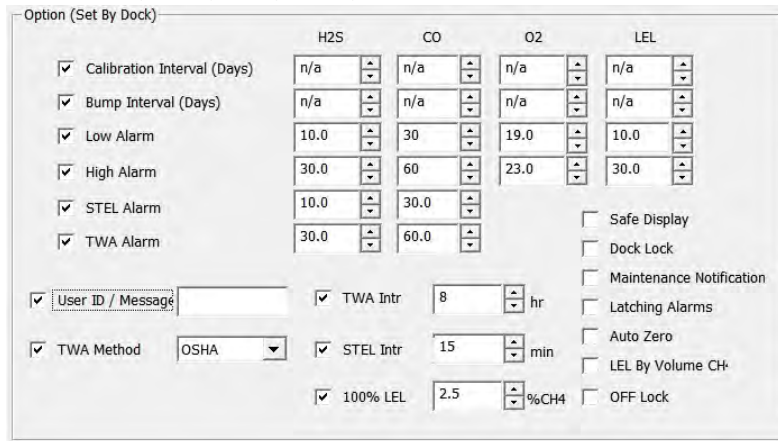 Option (Set By Dock)
H2S CO O2 LEL
Calibration Interval (Days) n/a n/a n/a n/a
Bump Interval (Days) n/a n/a n/a n/a
Low Alarm 10.0 30 19.0 10.0
High Alarm 30.0 60 23.0 30.0
STEL Alarm 10.0 30.0
Safe Display
TWA Alarm 30.0 60.0
Dock Lock
Maintenance Notification
User ID / Message TWA Intr 8 hr
Latching Alarms
Auto Zero
TWA Method OSHA STEL Intr 15 min
LEL By Volume CH4
100% LEL 2.5 %CH4 OFF Lock